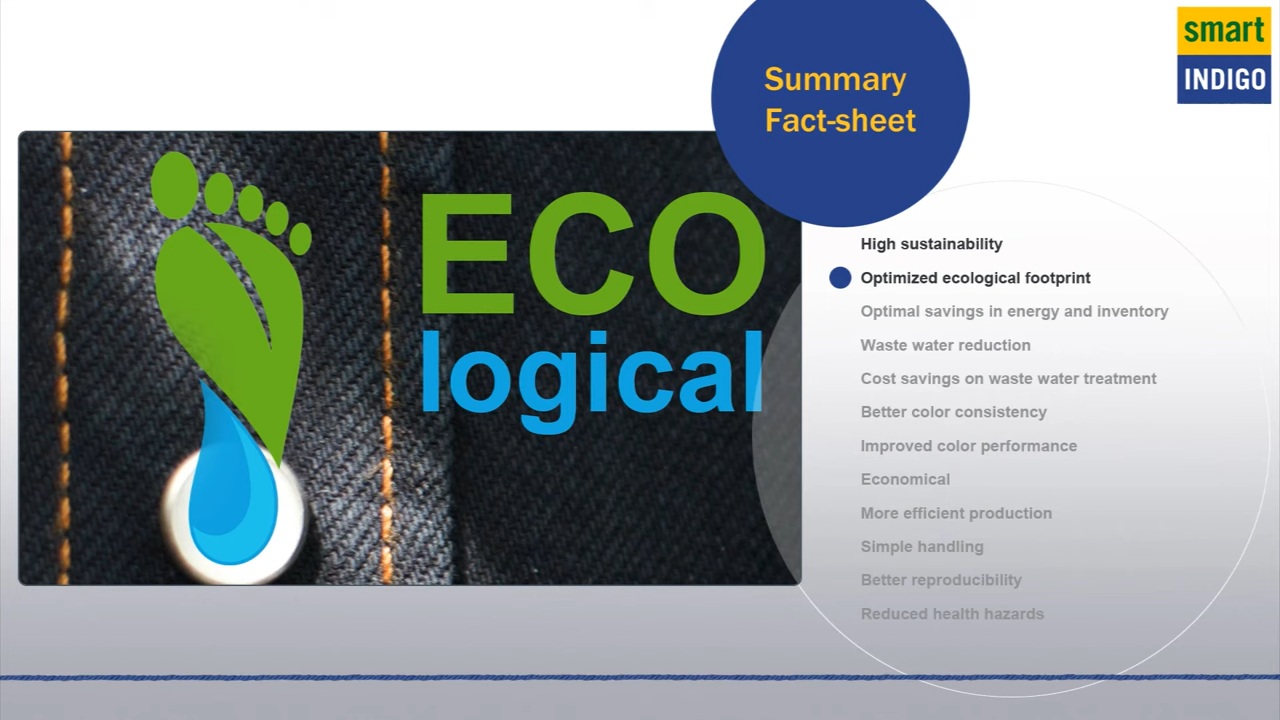 smart
INDIGO
Summary
Fact-sheet
ECO
logical
High sustainability
Optimized ecological footprint
Optimal savings in energy and inventory
Waste water reduction
Cost savings on waste water treatment
Better color consistency
Improved color performance
Economical
More efficient production
Simple handling
Better reproducibility
Reduced health hazards